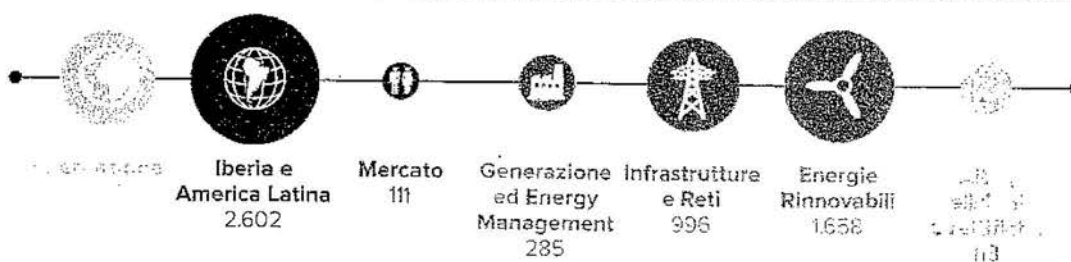 Iberia e
America Latina
2.602
Mercato
111
Generazione
ed Energy
Management
285
Infrastrutture
e Reti
996
Energie
Rinnovabili
1.658